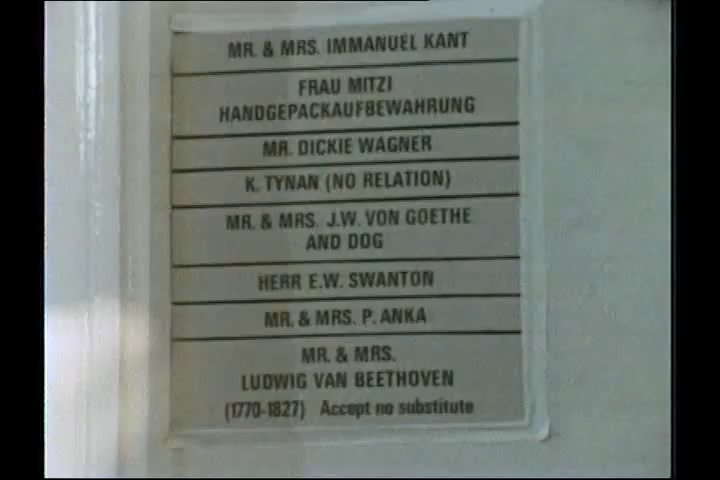 MR. & MRS. IMMANUEL KANT
FRAU MITZI
HANDGEPACKAUFBEWAHRUNG
MR. DICKIE WAGNER
K. TYNAN (NO RELATION)
MR. & MRS. J.W. VON GOETHE
AND DOG
HERR E.W. SWANTON
MR. & MRS. P. ANKA
MR. & MRS.
LUDWIG VAN BEETHOVEN
(1770-1827) Accept no substitute